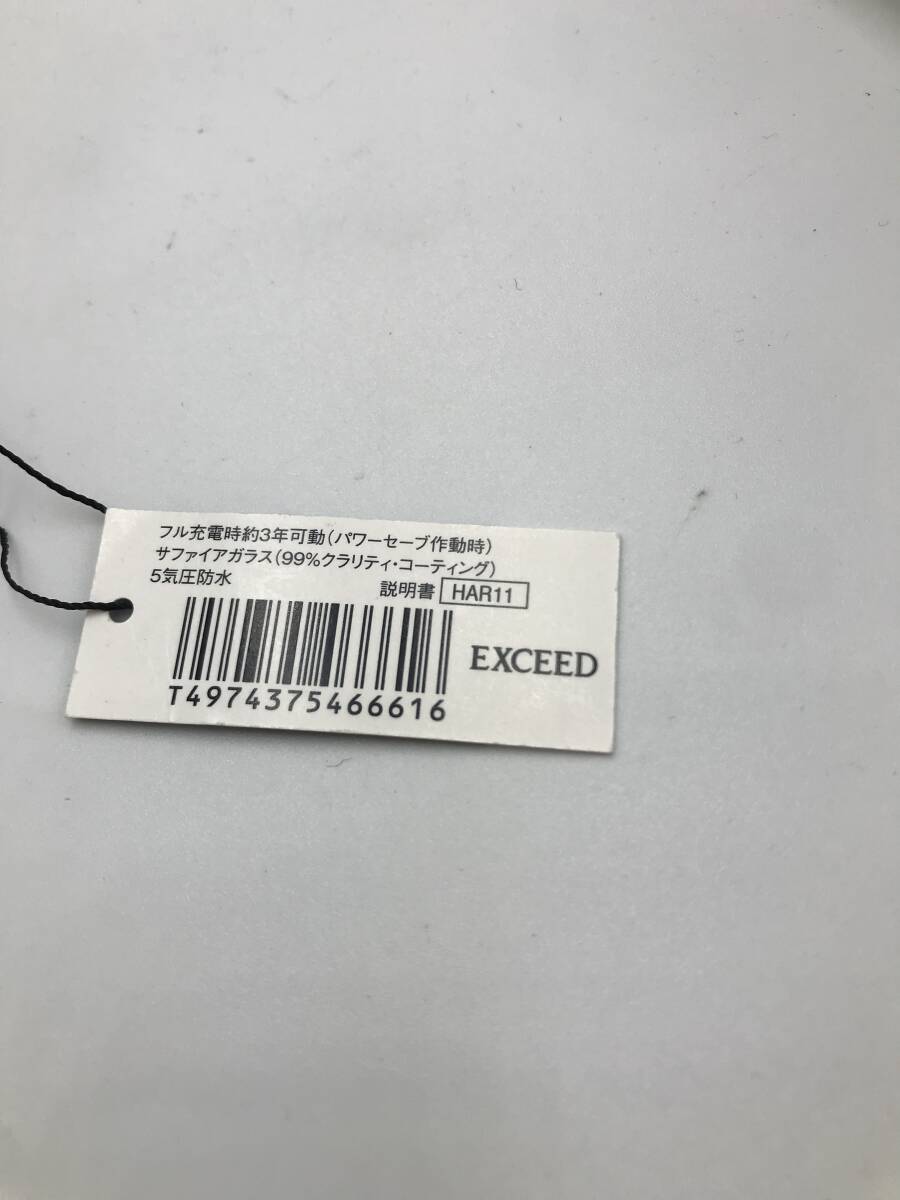 フル充電時約3年可動(パワーセーブ作動時)
サファイアガラス(99%クラリティ・コーティング)
5気圧防水
説明書 HAR11
EXCEED
T4974375466616